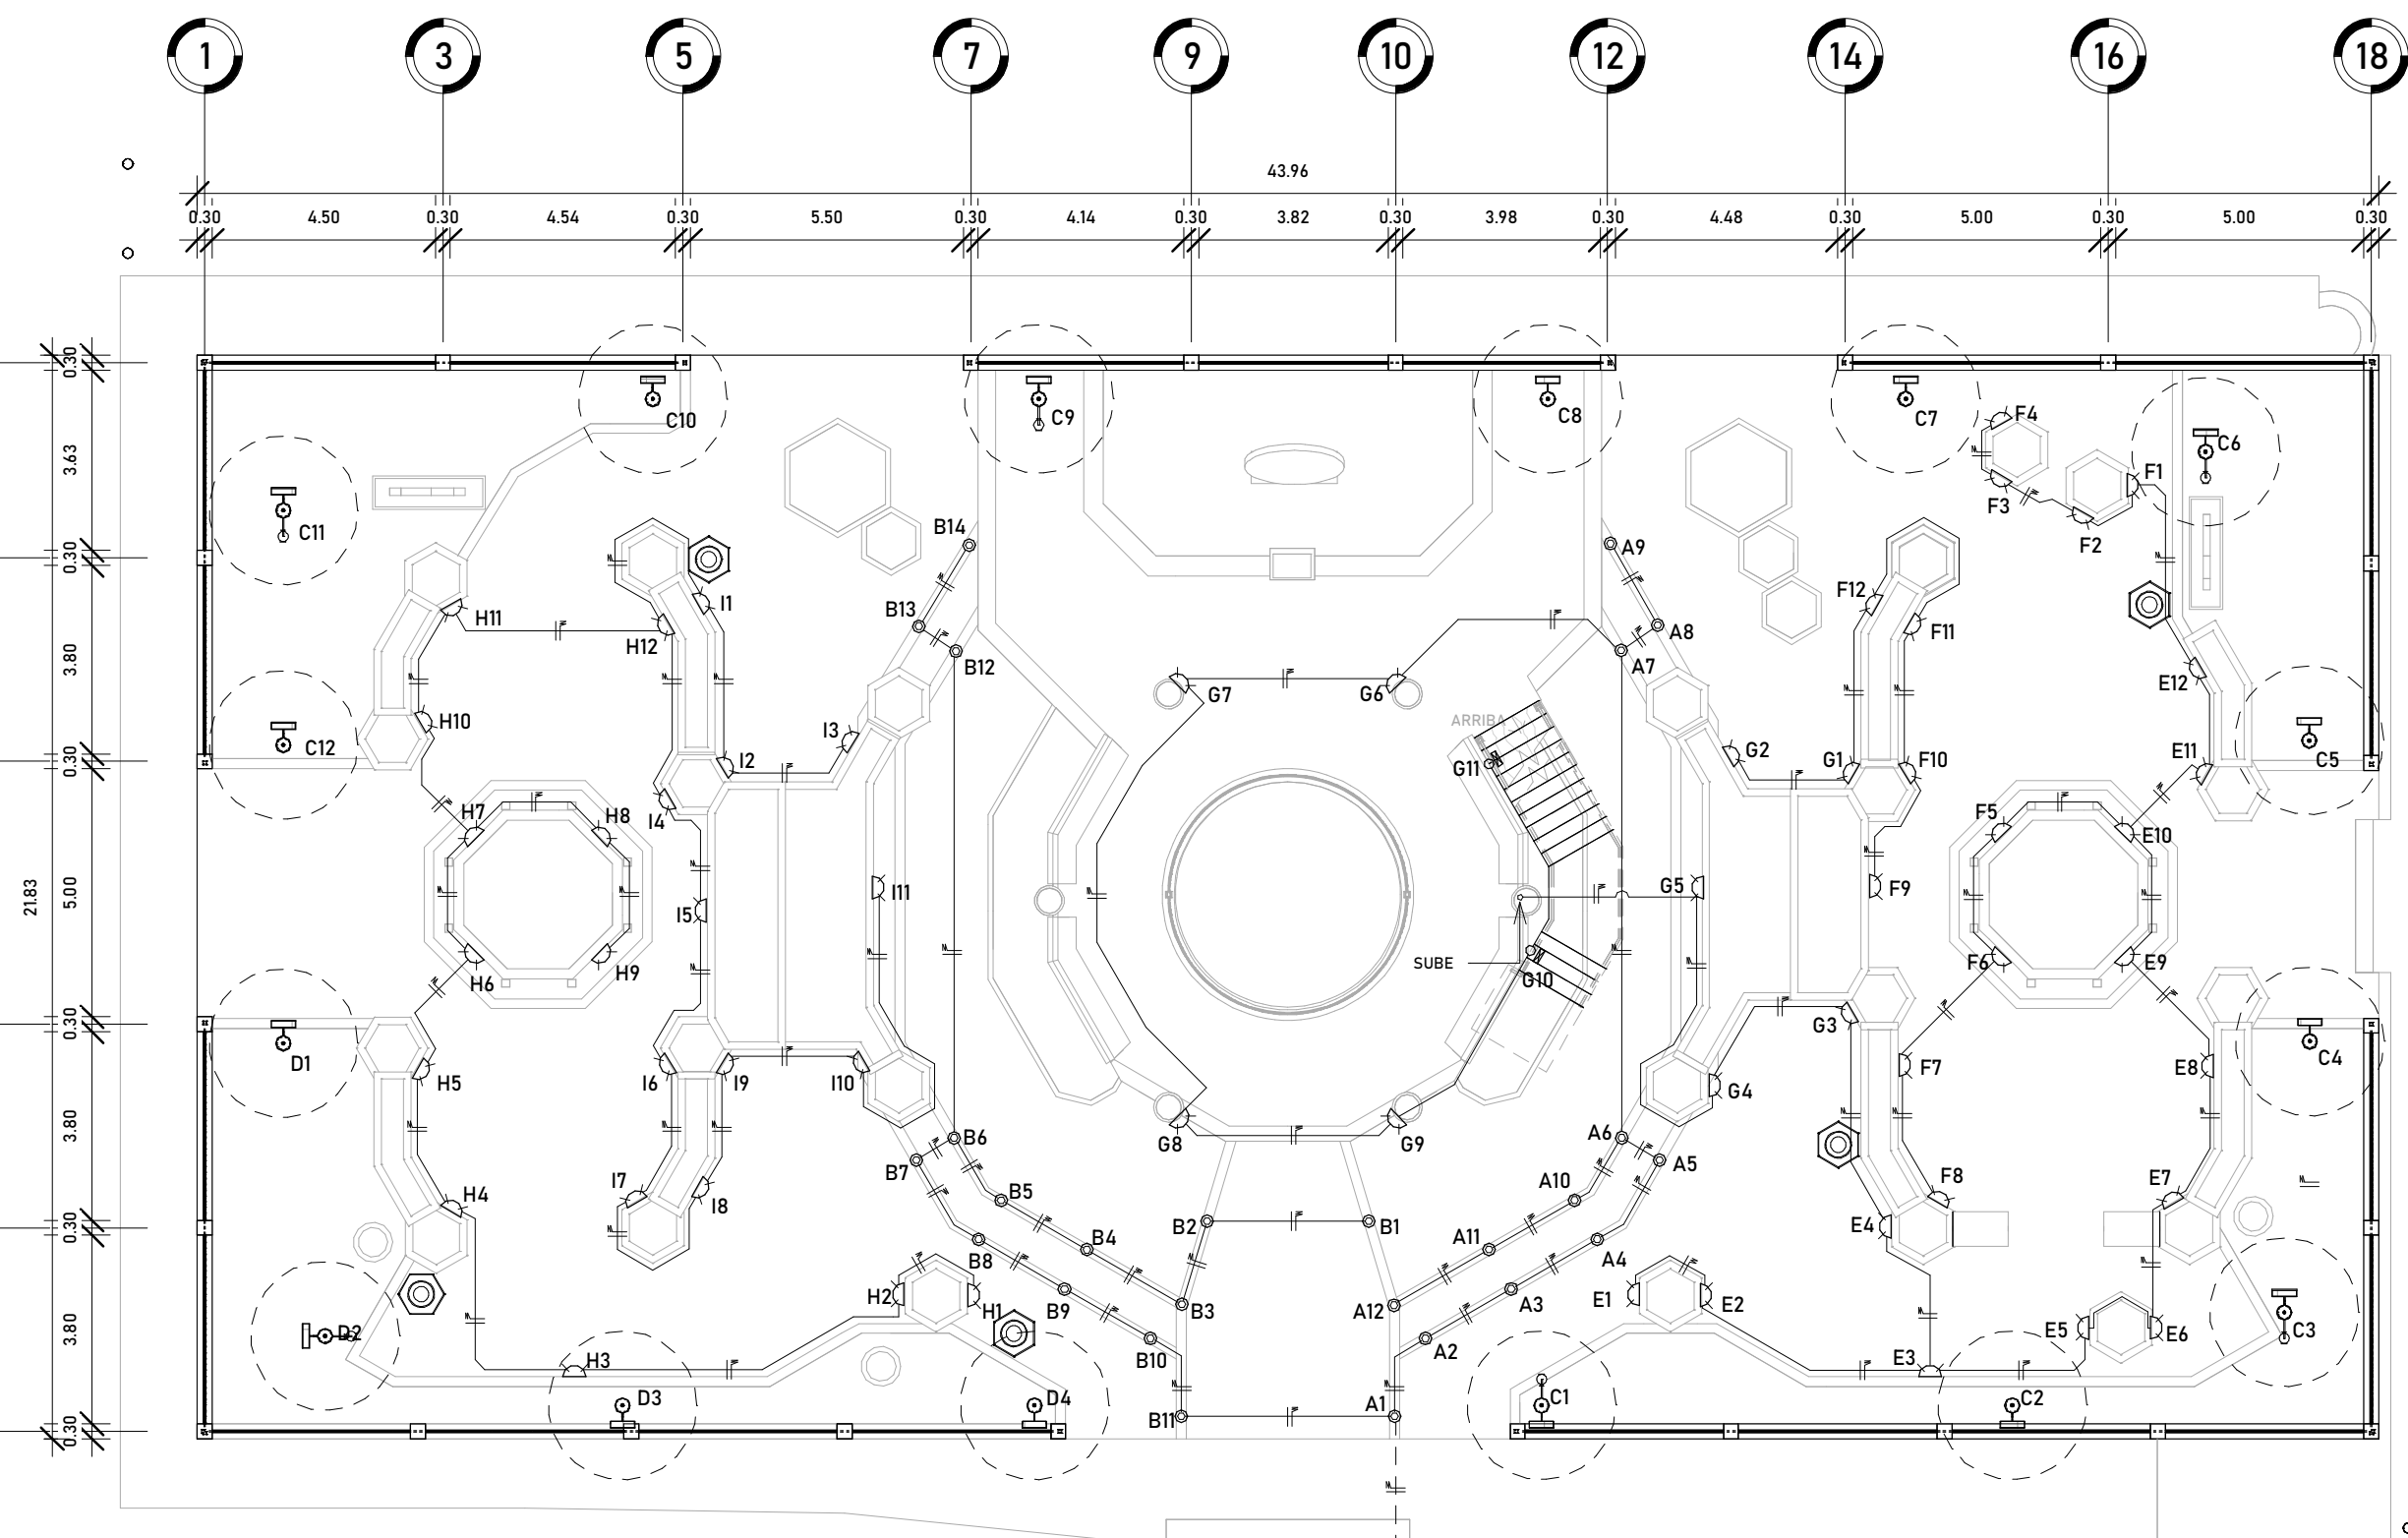 1 3 5 7 9 10 12 14 16 18
43.96
0.30 4.50 0.30 4.54 0.30 5.50 0.30 4.14 0.30 3.82 0.30 3.98 0.30 4.48 0.30 5.00 0.30 5.00 0.30
0.30
3.63
0.30
3.80
0.30
5.00
21.83
0.30
3.80
0.30
3.80
0.30
C10 C9 C8 C7 F4 C6
F1
F3
C11 B14 A9 F2
I1 F12
H11 B13 A8 F11
H12 B12 A7 E12
G7 G6
H10 ARRIBA
C12 I3 G2 E11 C5
I2 G11 G1 F10
H7 H8 I4 F5 E10
I11 G5 F9
I5
H6 H9 SUBE G10 F6 E9
G3
D1 H5 I6 I9 I10 G4 F7 E8 C4
B6 G8 G9 A6
B7 A5
H4 I7 I8 B5 A10 F8 E7
B2 B1 E4
B8 B4 A11 A4
H2 H1 B9 B3 A12 A3 E1 E2
D2 B10 A2 E5 E6 C3
H3 E3
D3 D4 B11 A1 C1 C2